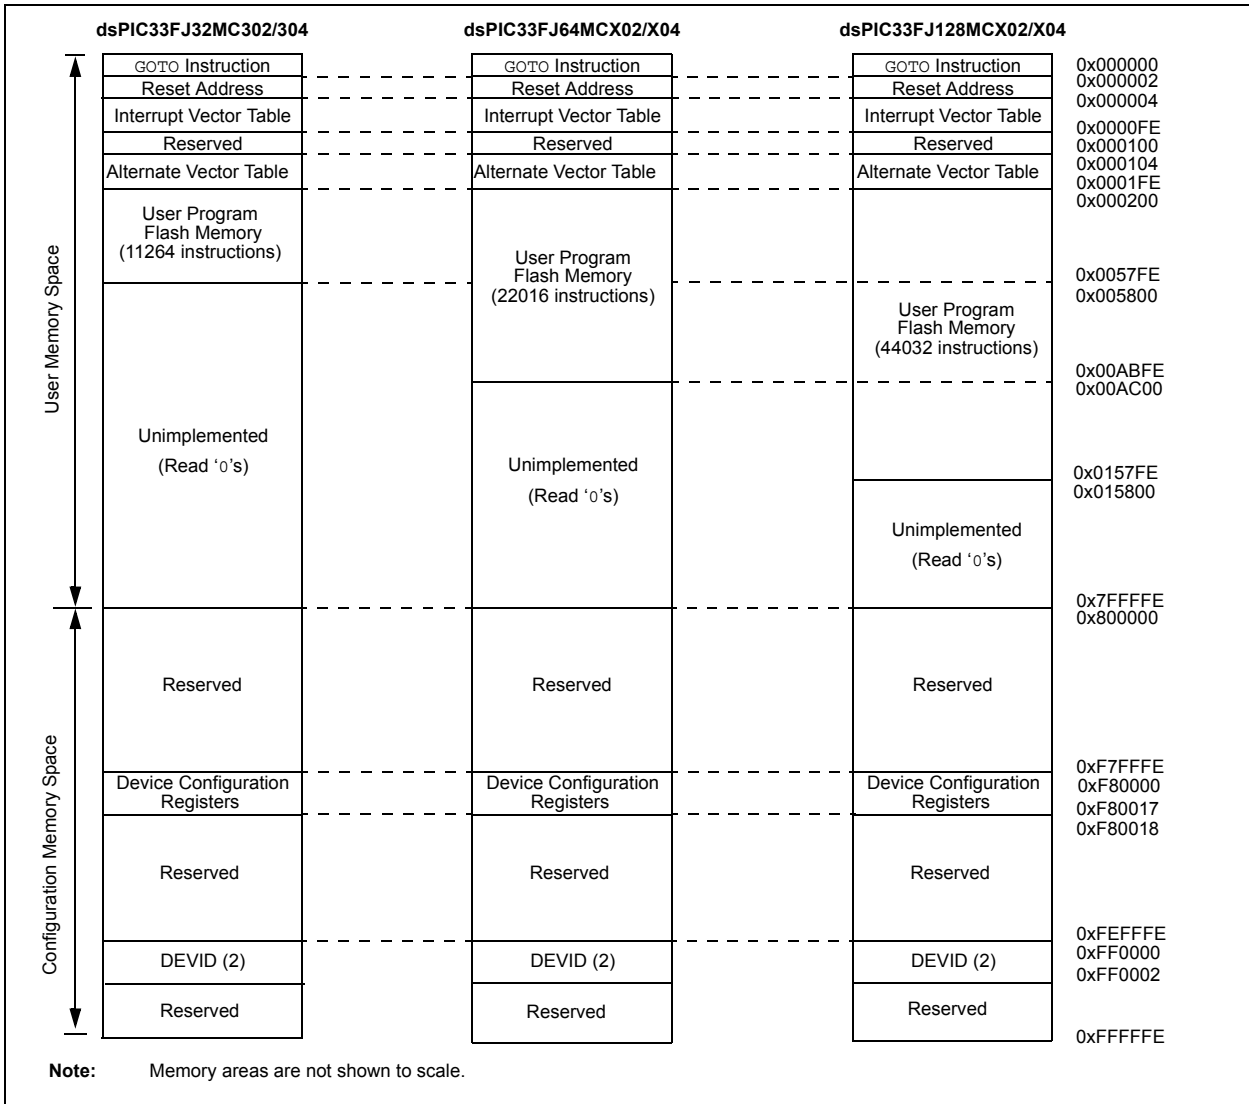 dsPIC33FJ32MC302/304
dsPIC33FJ64MCX02/X04
dsPIC33FJ128MCX02/X04
User Memory Space
Configuration Memory Space
GOTO Instruction
Reset Address
Interrupt Vector Table
Reserved
Alternate Vector Table
User Program
Flash Memory
(11264 instructions)
Unimplemented
(Read ‘0’s)
Reserved
Device Configuration
Registers
Reserved
DEVID (2)
Reserved
GOTO Instruction
Reset Address
Interrupt Vector Table
Reserved
Alternate Vector Table
User Program
Flash Memory
(22016 instructions)
Unimplemented
(Read ‘0’s)
Reserved
Device Configuration
Registers
Reserved
DEVID (2)
Reserved
GOTO Instruction
Reset Address
Interrupt Vector Table
Reserved
Alternate Vector Table
User Program
Flash Memory
(44032 instructions)
Unimplemented
(Read ‘0’s)
Reserved
Device Configuration
Registers
Reserved
DEVID (2)
Reserved
0x000000
0x000002
0x000004
0x0000FE
0x000100
0x000104
0x0001FE
0x000200
0x0057FE
0x005800
0x00ABFE
0x00AC00
0x0157FE
0x015800
0x7FFFFE
0x800000
0xF7FFFE
0xF80000
0xF80017
0xF80018
0xFEFFFE
0xFF0000
0xFF0002
0xFFFFFE
Note: Memory areas are not shown to scale.